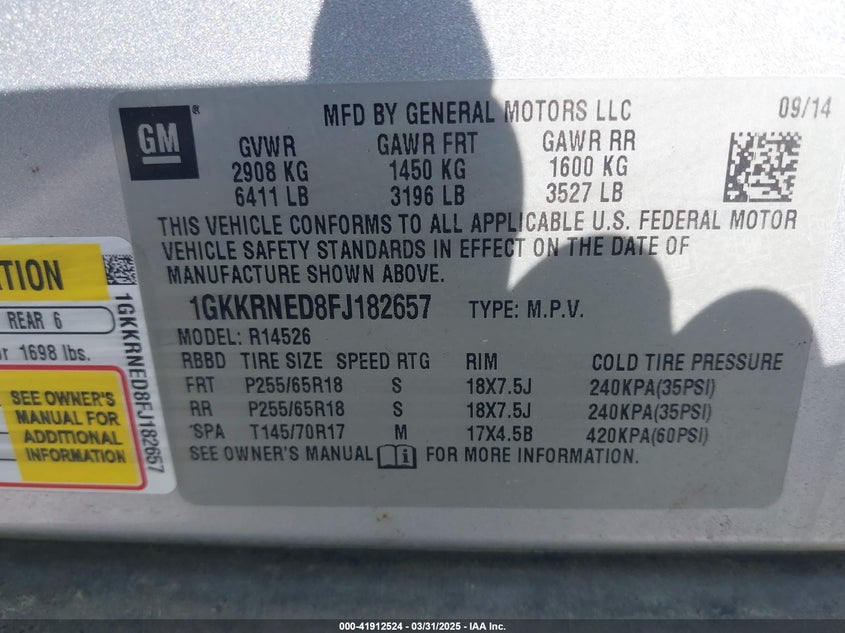 MFD BY GENERAL MOTORS LLC 09/14
GM ®
GVWR GAWR FRT GAWR RR
2908 KG 1450 KG 1600 KG
6411 LB 3196 LB 3527 LB
THIS VEHICLE CONFORMS TO ALL APPLICABLE U.S. FEDERAL MOTOR
VEHICLE SAFETY STANDARDS IN EFFECT ON THE DATE OF
MANUFACTURE SHOWN ABOVE.
1GKKRNED8FJ182657 TYPE: M.P.V.
MODEL: R14526
RBBD TIRE SIZE SPEED RTG RIM COLD TIRE PRESSURE
FRT P255/65R18 S 18X7.5J 240KPA(35PSI)
RR P255/65R18 S 18X7.5J 240KPA(35PSI)
SPA T145/70R17 M 17X4.5B 420KPA(60PSI)
SEE OWNER'S MANUAL FOR MORE INFORMATION.
REAR 6
1698 lbs.
SEE OWNER'S
MANUAL FOR
ADDITIONAL
INFORMATION
1GKKRNED8FJ182657
000-41912524 — 03/31/2025 — IAA Inc.